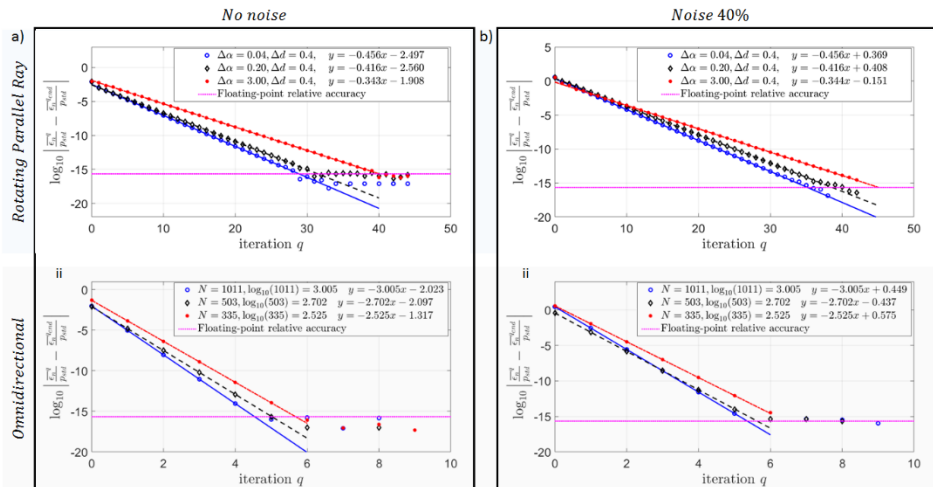 No noise
Noise 40%
a)
b)
Rotating Parallel Ray
Δα = 0.04, Δd = 0.4, y = −0.456x − 2.497
Δα = 0.20, Δd = 0.4, y = −0.416x − 2.560
Δα = 3.00, Δd = 0.4, y = −0.343x − 1.908
Floating-point relative accuracy
0
-5
-10
-15
-20
0 10 20 30 40 50
iteration q
Δα = 0.04, Δd = 0.4, y = −0.456x + 0.369
Δα = 0.20, Δd = 0.4, y = −0.416x + 0.408
Δα = 3.00, Δd = 0.4, y = −0.344x − 0.151
Floating-point relative accuracy
5
0
-5
-10
-15
-20
0 10 20 30 40 50
iteration q
Omnidirectional
ii
N = 1011, log₁₀(1011) = 3.005 y = −3.005x − 2.023
N = 503, log₁₀(503) = 2.702 y = −2.702x − 2.097
N = 335, log₁₀(335) = 2.525 y = −2.525x − 1.317
Floating-point relative accuracy
0
-5
-10
-15
-20
0 2 4 6 8 10
iteration q
ii
N = 1011, log₁₀(1011) = 3.005 y = −3.005x + 0.449
N = 503, log₁₀(503) = 2.702 y = −2.702x − 0.437
N = 335, log₁₀(335) = 2.525 y = −2.525x + 0.575
Floating-point relative accuracy
5
0
-5
-10
-15
-20
0 2 4 6 8 10
iteration q